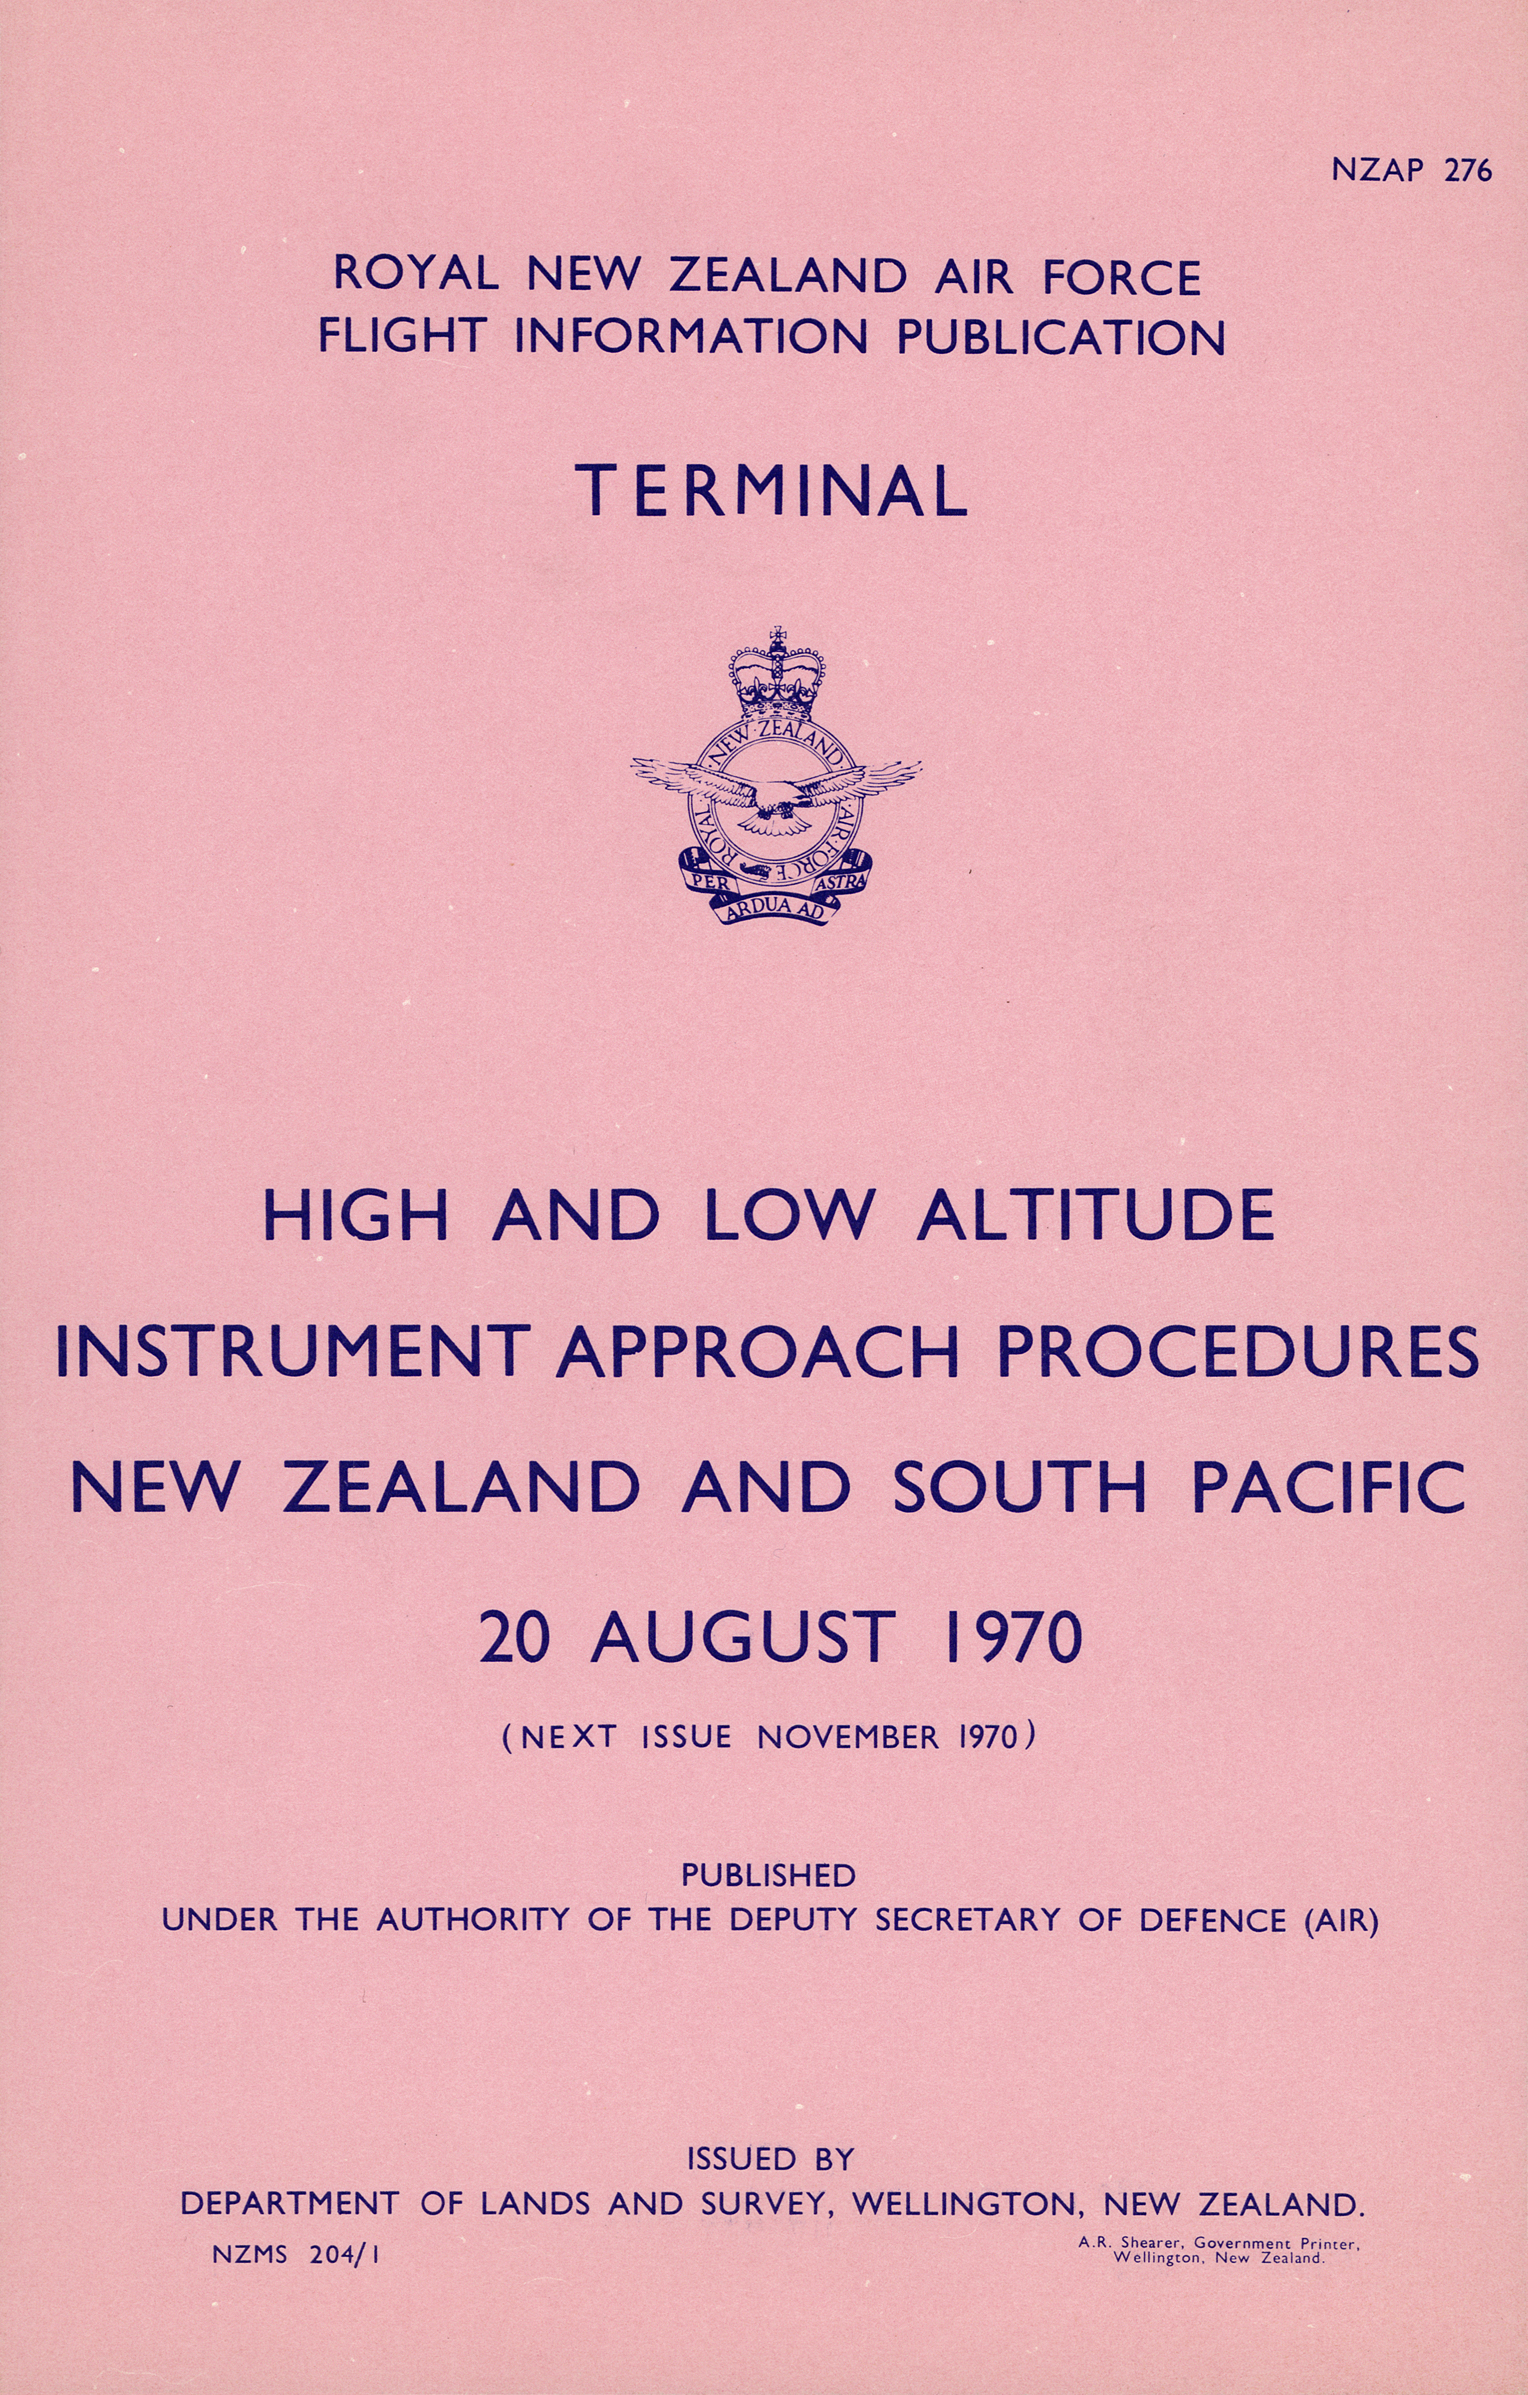 NZAP 276
ROYAL NEW ZEALAND AIR FORCE
FLIGHT INFORMATION PUBLICATION
TERMINAL
ROYAL · NEW · ZEALAND · AIR · FORCE
PER ARDUA AD ASTRA
HIGH AND LOW ALTITUDE
INSTRUMENT APPROACH PROCEDURES
NEW ZEALAND AND SOUTH PACIFIC
20 AUGUST 1970
(NEXT ISSUE NOVEMBER 1970)
PUBLISHED
UNDER THE AUTHORITY OF THE DEPUTY SECRETARY OF DEFENCE (AIR)
ISSUED BY
DEPARTMENT OF LANDS AND SURVEY, WELLINGTON, NEW ZEALAND.
NZMS 204/1
A.R. Shearer, Government Printer,
Wellington, New Zealand.